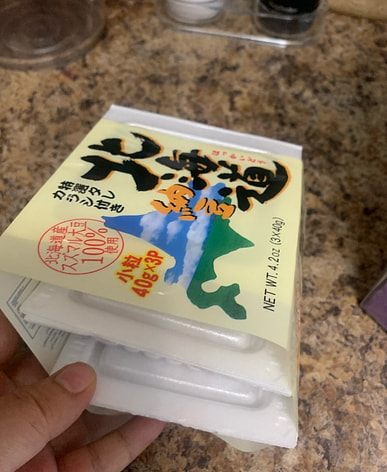 北海道
納豆
特選タレ
カラシ付き
北海道産
スズマル大豆
100%
使用
小粒
40g×3P
NET WT. 4.2oz (3×40g)